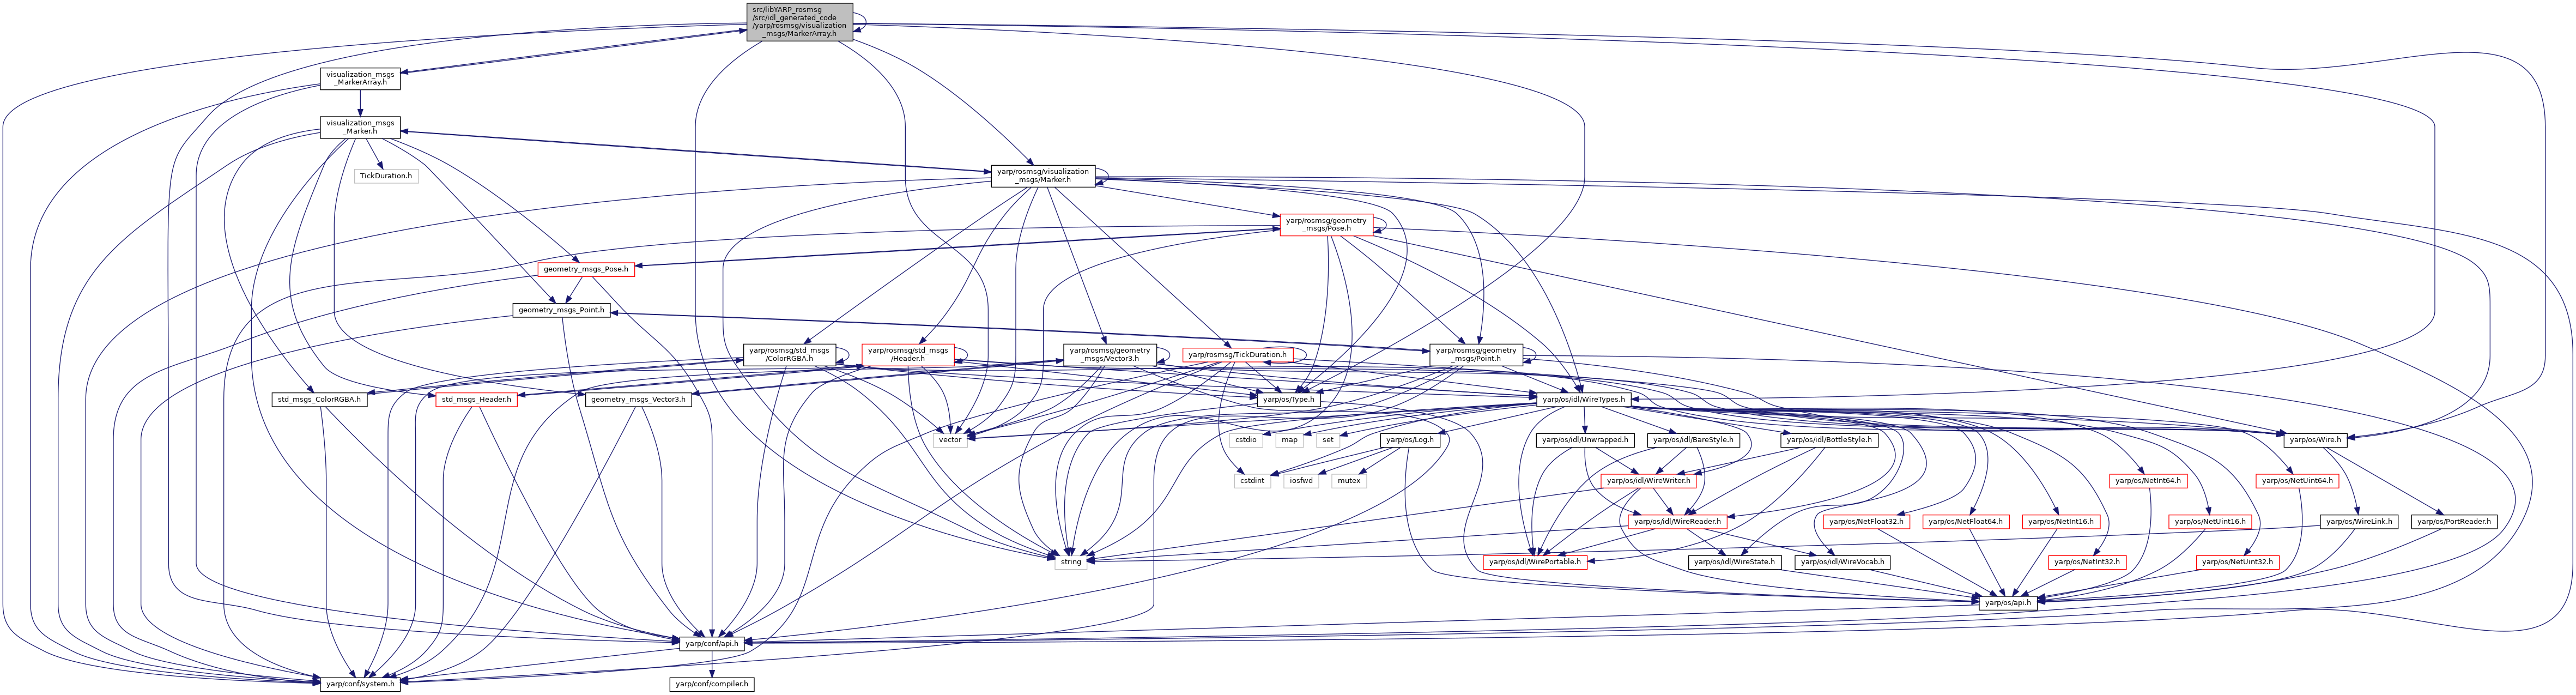 src/libYARP_rosmsg
/src/idl_generated_code
/yarp/rosmsg/visualization
_msgs/MarkerArray.h
visualization_msgs
_MarkerArray.h
visualization_msgs
_Marker.h
TickDuration.h
yarp/rosmsg/visualization
_msgs/Marker.h
yarp/rosmsg/geometry
_msgs/Pose.h
geometry_msgs_Pose.h
geometry_msgs_Point.h
yarp/rosmsg/std_msgs
/ColorRGBA.h
yarp/rosmsg/std_msgs
/Header.h
yarp/rosmsg/geometry
_msgs/Vector3.h
yarp/rosmsg/TickDuration.h
yarp/rosmsg/geometry
_msgs/Point.h
std_msgs_ColorRGBA.h
std_msgs_Header.h
geometry_msgs_Vector3.h
yarp/os/Type.h
yarp/os/idl/WireTypes.h
vector
cstdio
map
set
yarp/os/Log.h
yarp/os/idl/Unwrapped.h
yarp/os/idl/BareStyle.h
yarp/os/idl/BottleStyle.h
yarp/os/Wire.h
cstdint
iosfwd
mutex
yarp/os/idl/WireWriter.h
yarp/os/NetInt64.h
yarp/os/NetUint64.h
yarp/os/idl/WireReader.h
yarp/os/NetFloat32.h
yarp/os/NetFloat64.h
yarp/os/NetInt16.h
yarp/os/NetUint16.h
yarp/os/WireLink.h
yarp/os/PortReader.h
string
yarp/os/idl/WirePortable.h
yarp/os/idl/WireState.h
yarp/os/idl/WireVocab.h
yarp/os/NetInt32.h
yarp/os/NetUint32.h
yarp/os/api.h
yarp/conf/api.h
yarp/conf/system.h
yarp/conf/compiler.h